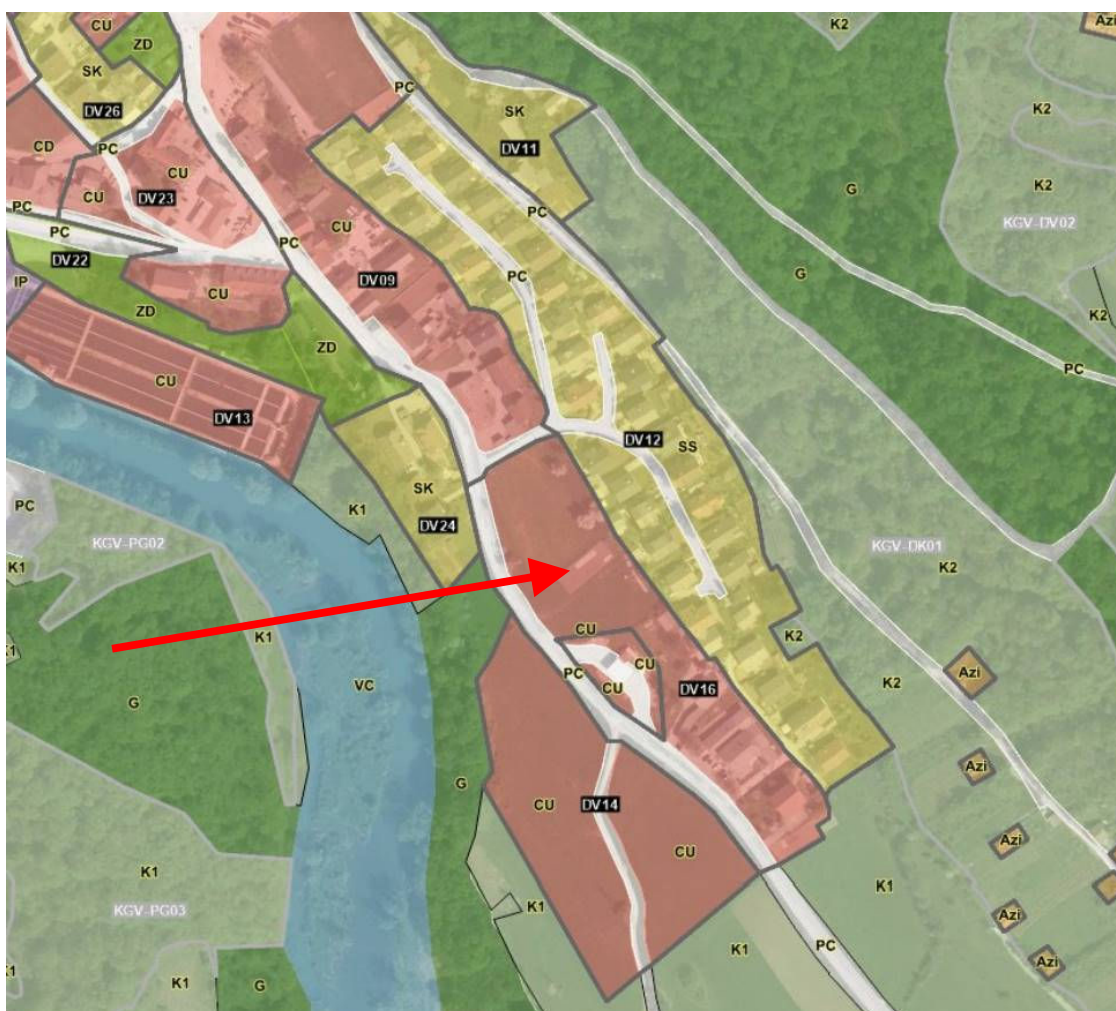 CU
ZD
K2
Azi
SK
DV26
PC
SK
K2
CD
PC
CU
DV11
CU
DV23
K2
G
PC
CU
PC
KGV-DV02
PC
PC
DV22
DV09
PC
G
IP
CU
ZD
K2
ZD
PC
CU
DV13
DV12
SS
SK
PC
K1
DV24
KGV-PG02
KGV-DK01
K1
K2
CU
K2
K1
VC
PC
CU
CU
DV16
K2
Azi
G
Azi
G
CU
DV14
CU
Azi
K1
K1
K1
KGV-PG03
Azi
K1
PC
Azi
K1
G